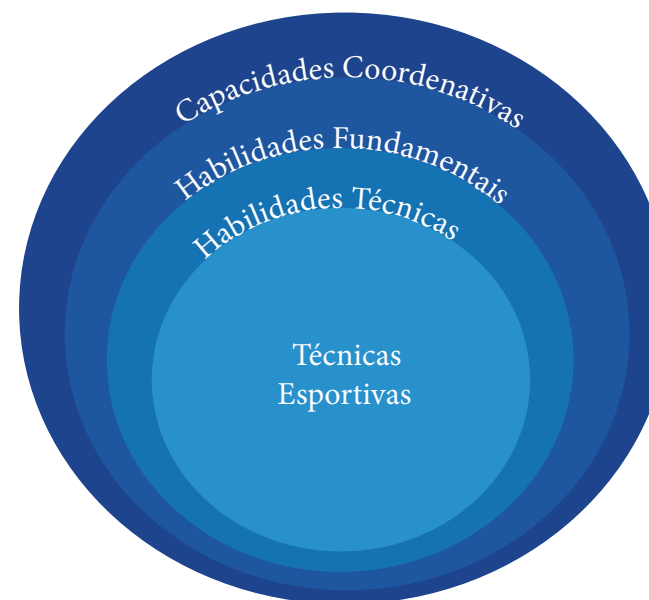 Capacidades Coordenativas
Habilidades Fundamentais
Habilidades Técnicas
Técnicas
Esportivas